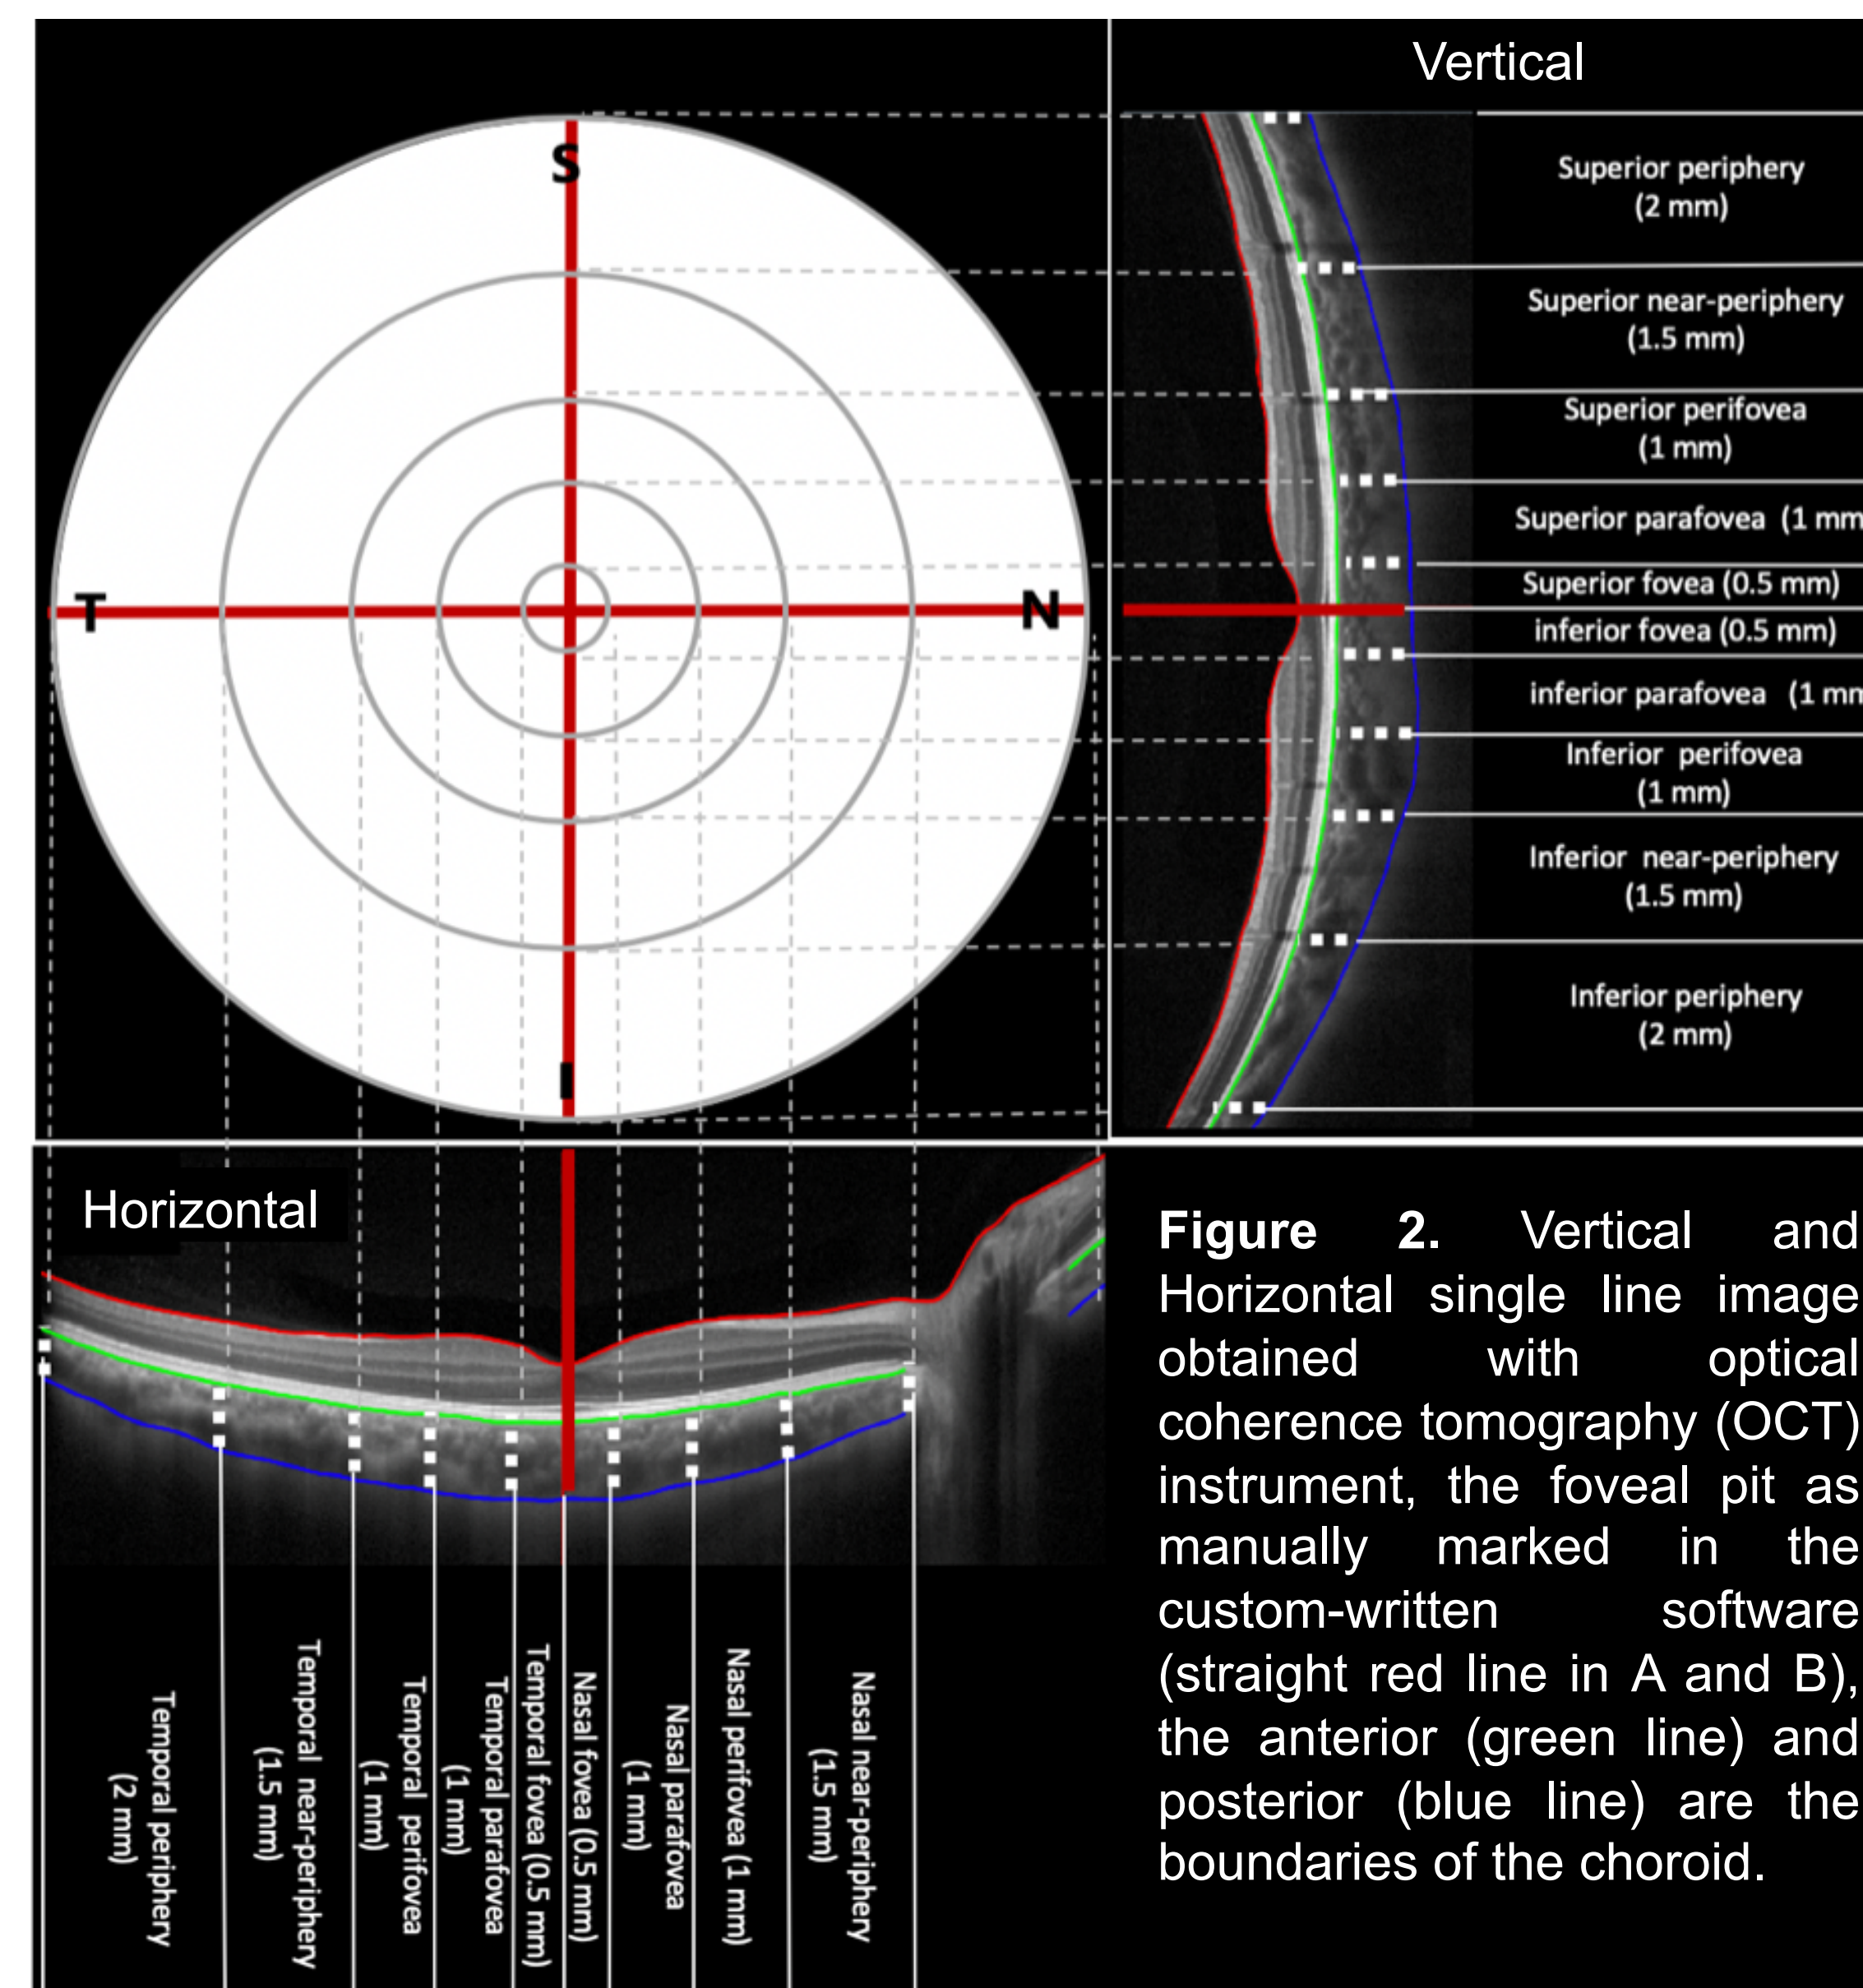 Vertical
S
T
N
I
Superior periphery
(2 mm)
Superior near-periphery
(1.5 mm)
Superior perifovea
(1 mm)
Superior parafovea (1 mm
Superior fovea (0.5 mm)
inferior fovea (0.5 mm)
inferior parafovea (1 mm
Inferior perifovea
(1 mm)
Inferior near-periphery
(1.5 mm)
Inferior periphery
(2 mm)
Horizontal
Temporal periphery
(2 mm)
Temporal near-periphery
(1.5 mm)
Temporal perifovea
(1 mm)
Temporal parafovea
(1 mm)
Temporal fovea (0.5 mm)
Nasal fovea (0.5 mm)
Nasal parafovea
(1 mm)
Nasal perifovea (1 mm)
Nasal near-periphery
(1.5 mm)
Figure 2. Vertical and
Horizontal single line image
obtained with optical
coherence tomography (OCT)
instrument, the foveal pit as
manually marked in the
custom-written software
(straight red line in A and B),
the anterior (green line) and
posterior (blue line) are the
boundaries of the choroid.